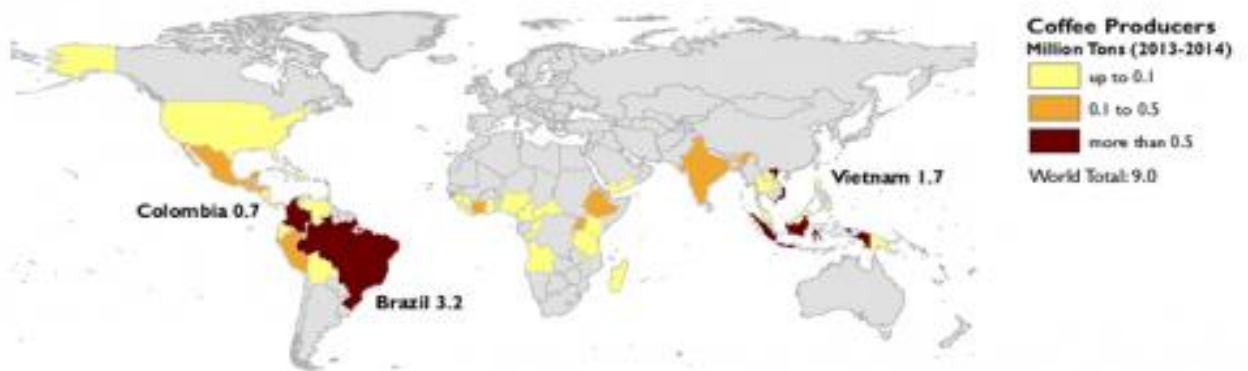 Coffee Producers
Million Tons (2013-2014)
up to 0.1
0.1 to 0.5
more than 0.5
World Total: 9.0
Vietnam 1.7
Colombia 0.7
Brazil 3.2